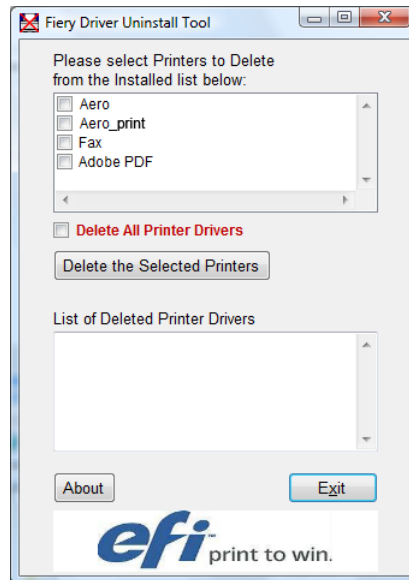 Fiery Driver Uninstall Tool
Please select Printers to Delete
from the Installed list below:
Aero
Aero_print
Fax
Adobe PDF
Delete All Printer Drivers
Delete the Selected Printers
List of Deleted Printer Drivers
About Exit
efi print to win.